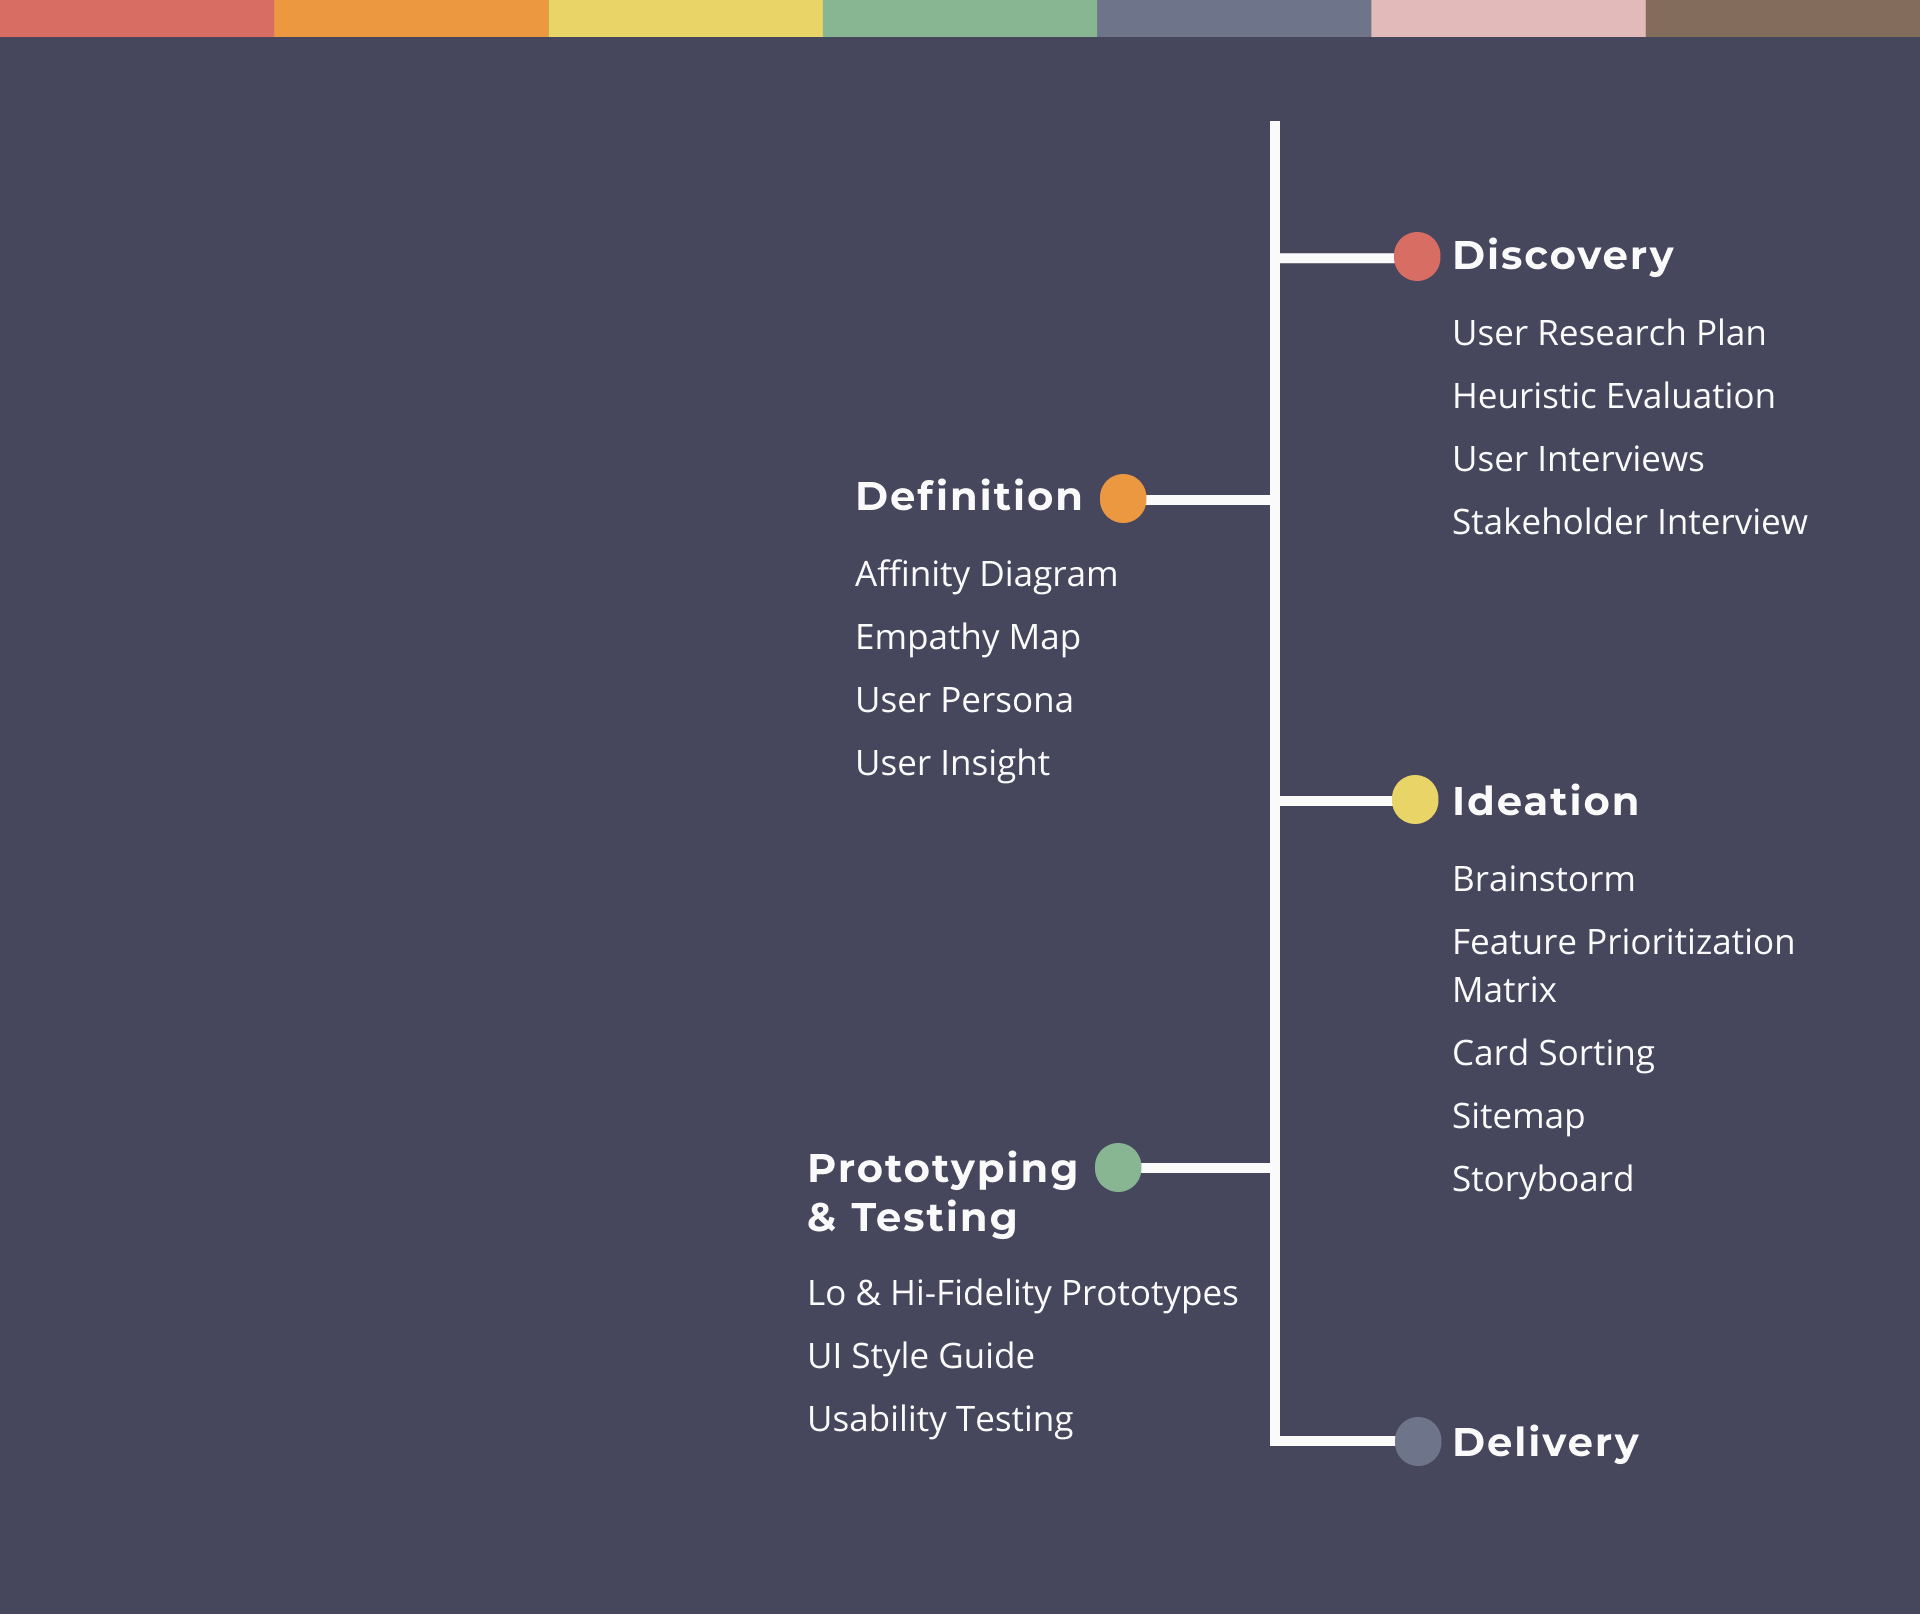 Discovery
User Research Plan
Heuristic Evaluation
User Interviews
Stakeholder Interview
Definition
Affinity Diagram
Empathy Map
User Persona
User Insight
Ideation
Brainstorm
Feature Prioritization
Matrix
Card Sorting
Sitemap
Storyboard
Prototyping
& Testing
Lo & Hi-Fidelity Prototypes
UI Style Guide
Usability Testing
Delivery